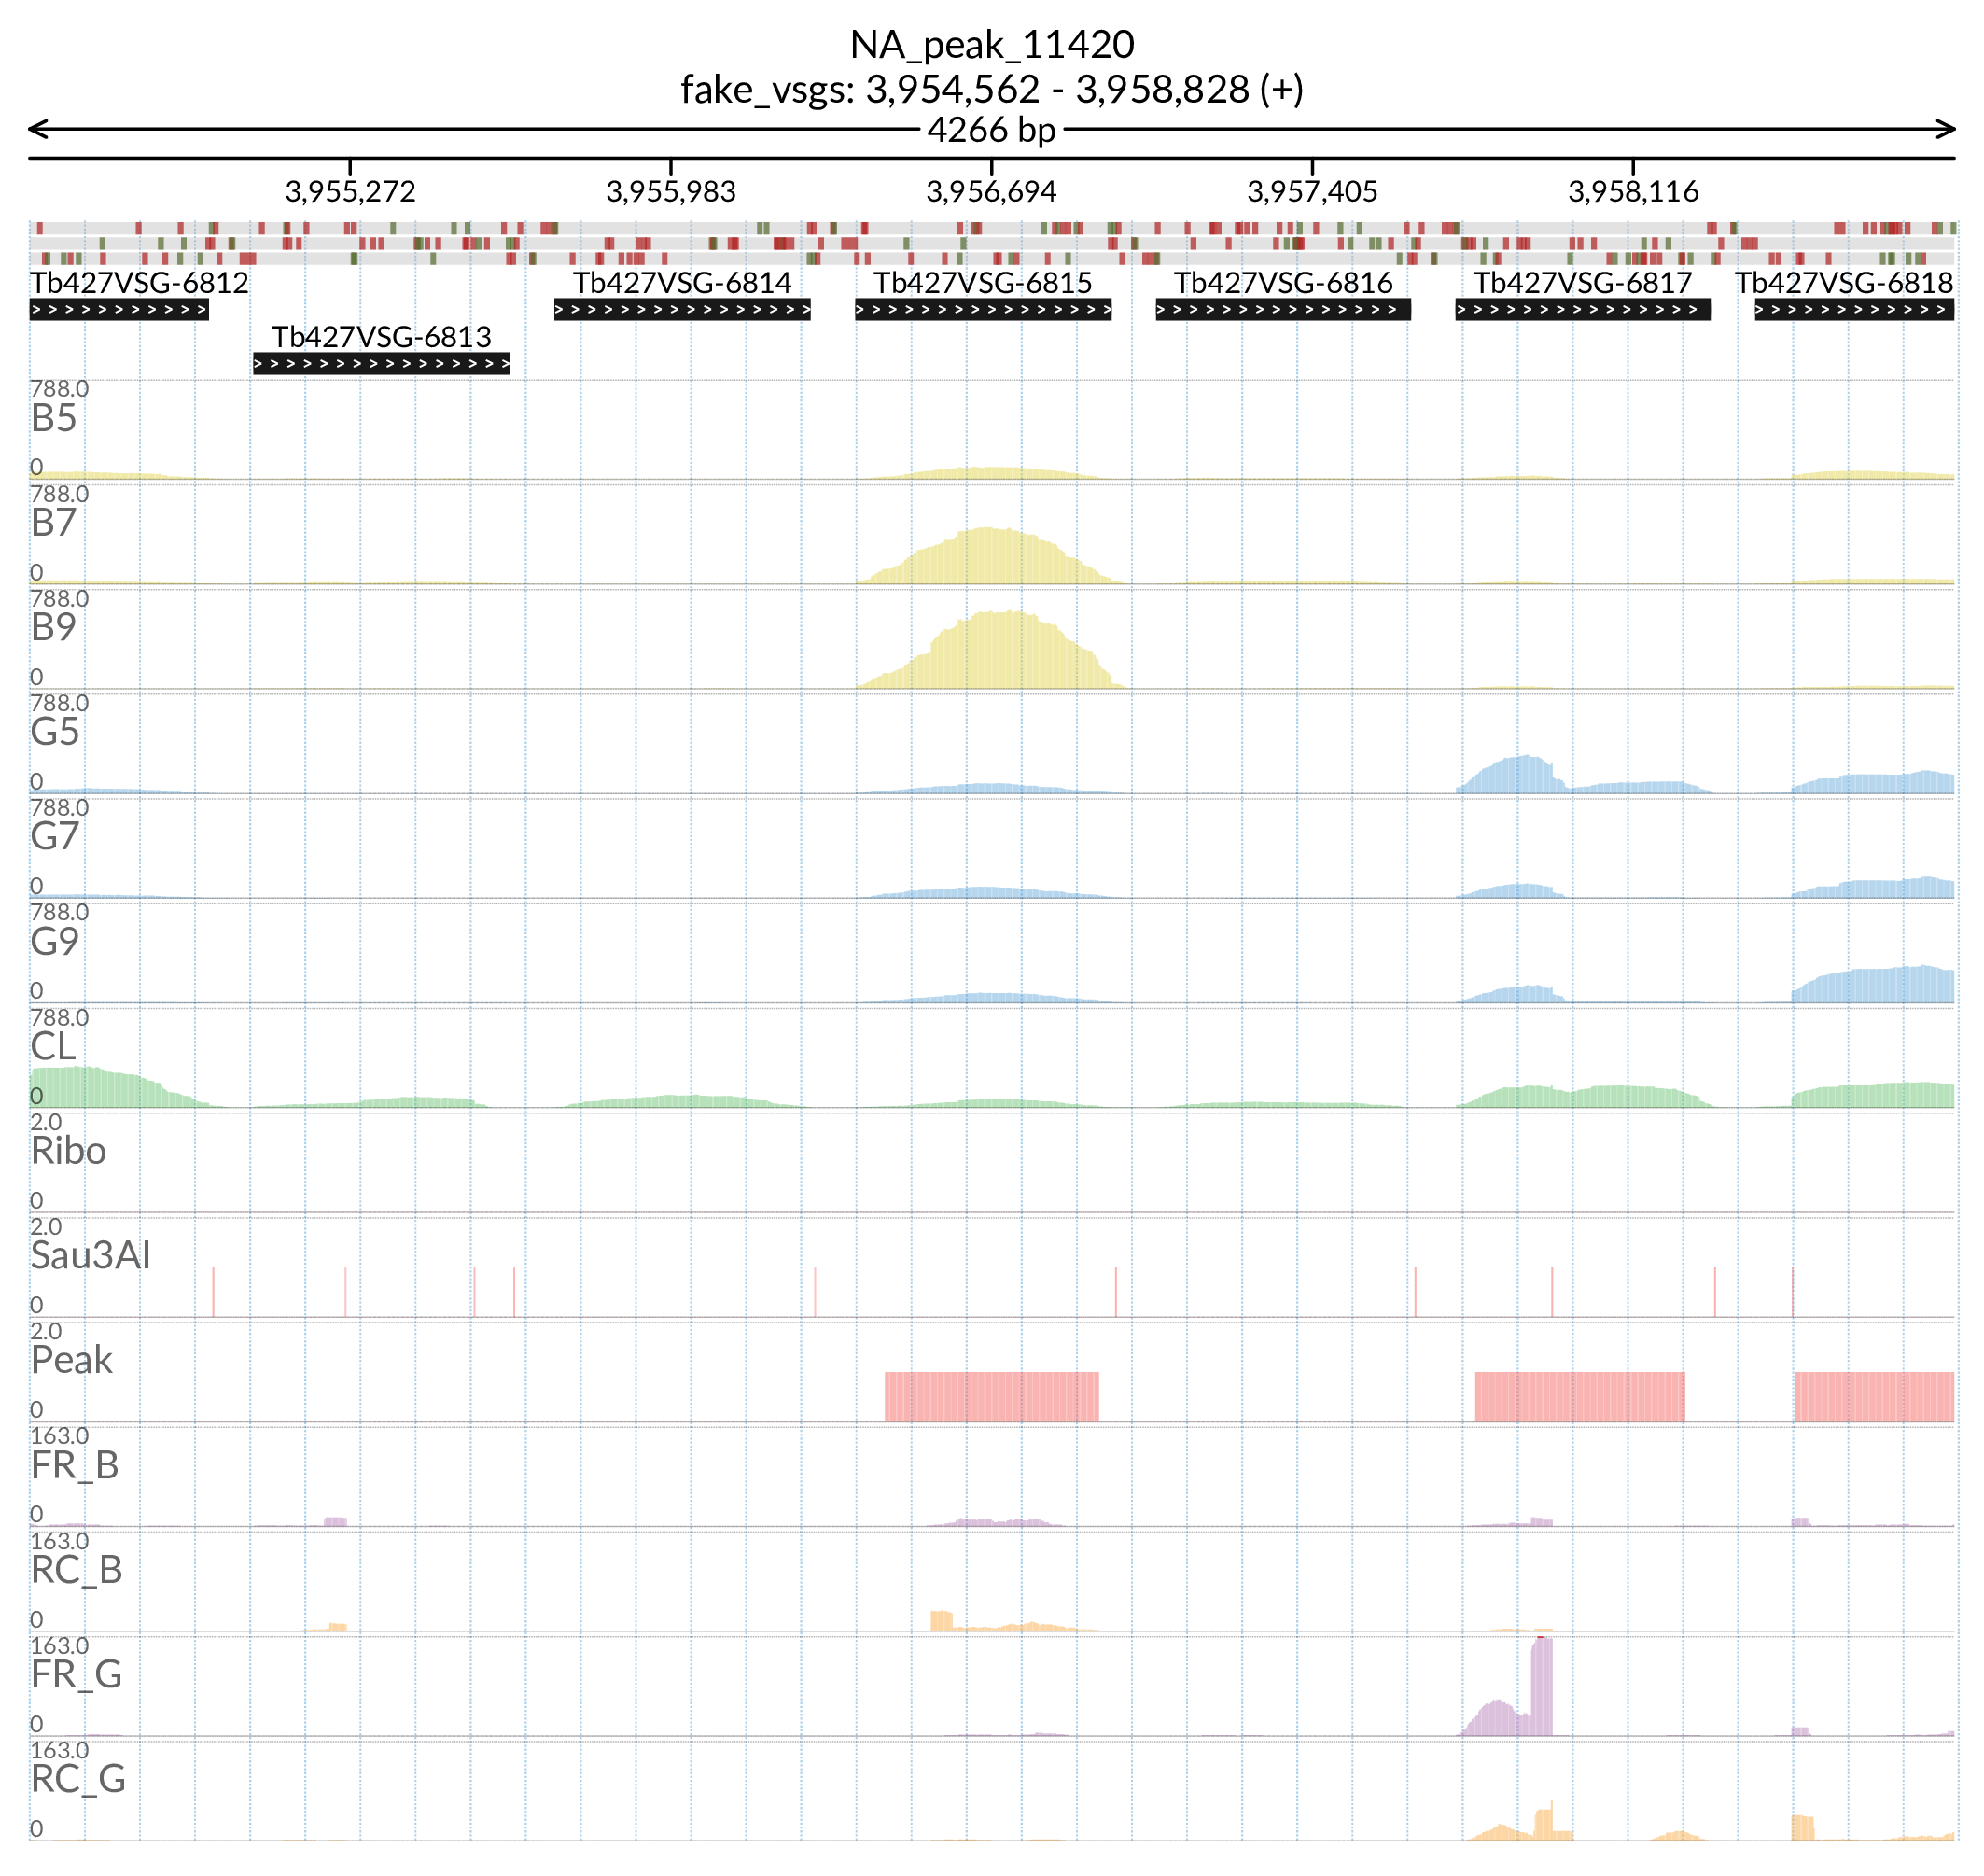 NA_peak_11420
fake_vsgs: 3,954,562 - 3,958,828 (+)
4266 bp
3,955,272 3,955,983 3,956,694 3,957,405 3,958,116
Tb427VSG-6812 Tb427VSG-6814 Tb427VSG-6815 Tb427VSG-6816 Tb427VSG-6817 Tb427VSG-6818
Tb427VSG-6813
788.0
B5
0
788.0
B7
0
788.0
B9
0
788.0
G5
0
788.0
G7
0
788.0
G9
0
788.0
CL
0
2.0
Ribo
0
2.0
Sau3AI
0
2.0
Peak
0
163.0
FR_B
0
163.0
RC_B
0
163.0
FR_G
0
163.0
RC_G
0